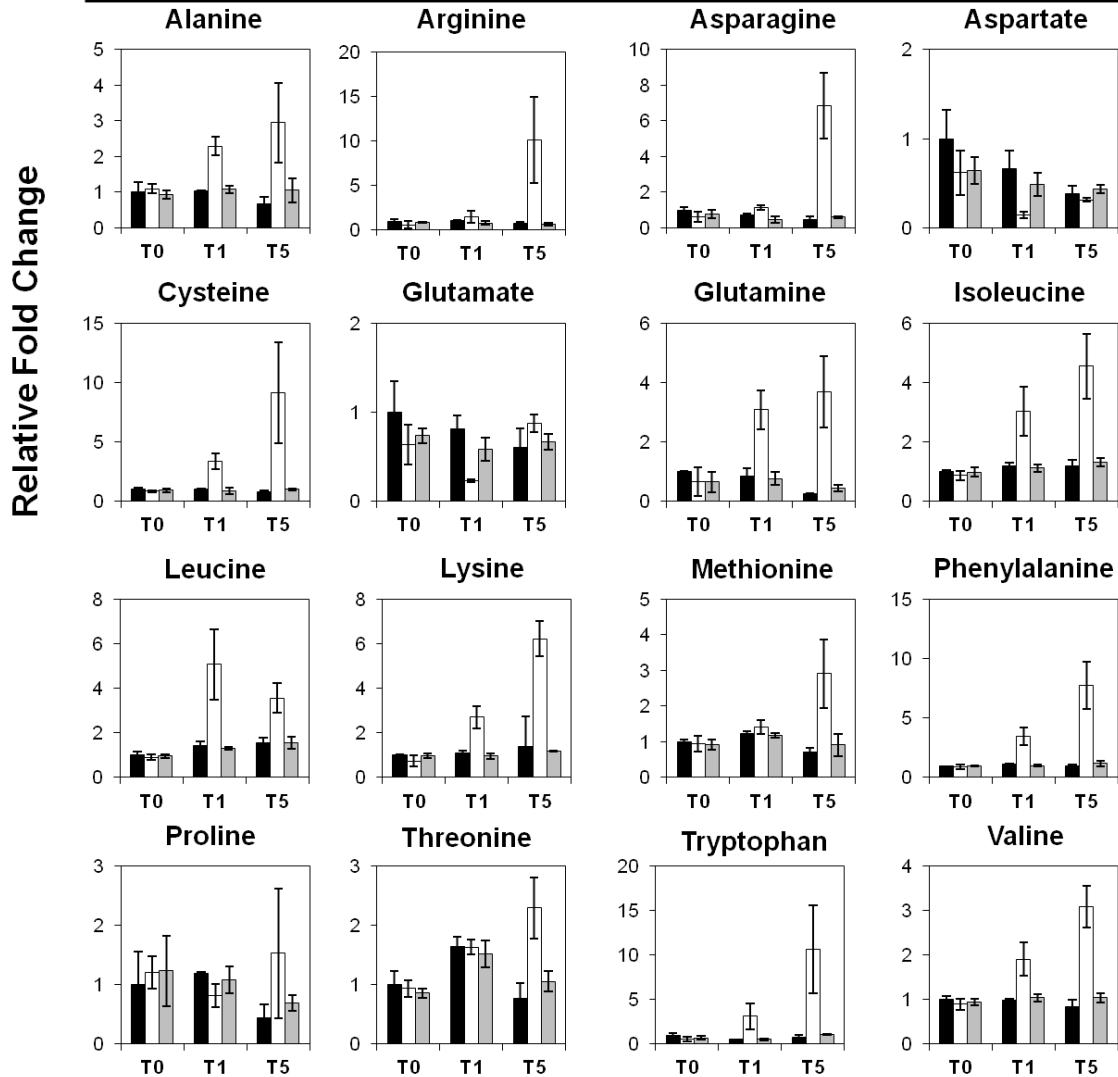 Relative Fold Change
Alanine Arginine Asparagine Aspartate
5 20 10 2
4 15 8
3 10 6 1
2 5 4
1 2
0 0 0 0
T0 T1 T5 T0 T1 T5 T0 T1 T5 T0 T1 T5
Cysteine Glutamate Glutamine Isoleucine
15 2 6 6
10 1 4 4
5 2 2
0 0 0 0
T0 T1 T5 T0 T1 T5 T0 T1 T5 T0 T1 T5
Leucine Lysine Methionine Phenylalanine
8 8 5 15
6 6 4 10
4 4 3 5
2 2 2
1
0 0 0 0
T0 T1 T5 T0 T1 T5 T0 T1 T5 T0 T1 T5
Proline Threonine Tryptophan Valine
3 3 20 4
2 2 15 3
1 1 10 2
5 1
0 0 0 0
T0 T1 T5 T0 T1 T5 T0 T1 T5 T0 T1 T5